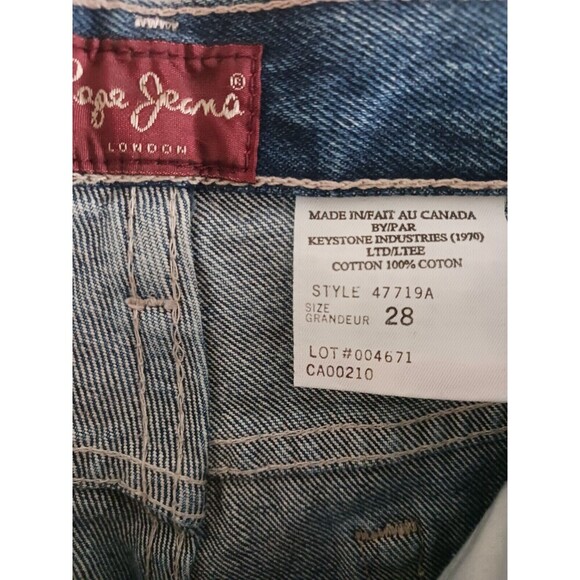 Pepe Jeans®
LONDON
MADE IN/FAIT AU CANADA
BY/PAR
KEYSTONE INDUSTRIES (1970)
LTD/LTEE
COTTON 100% COTON
STYLE 47719A
SIZE
GRANDEUR 28
LOT#004671
CA00210